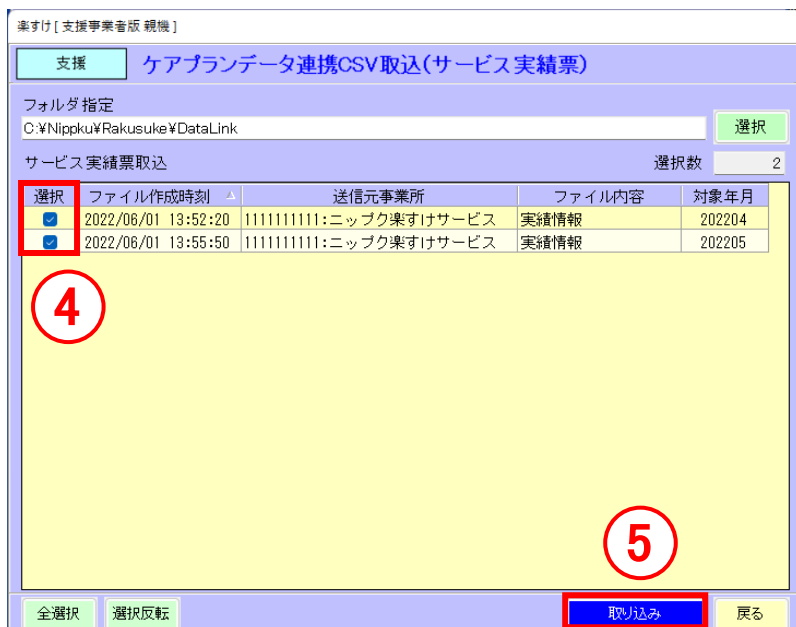 楽すけ [ 支援事業者版 親機 ]
支援 ケアプランデータ連携CSV取込(サービス実績票)
フォルダ指定
C:¥Nippku¥Rakusuke¥DataLink 選択
サービス実績票取込 選択数 2
選択 ファイル作成時刻 △ 送信元事業所 ファイル内容 対象年月
2022/06/01 13:52:20 1111111111:ニップク楽すけサービス 実績情報 202204
2022/06/01 13:55:50 1111111111:ニップク楽すけサービス 実績情報 202205
4
5
全選択 選択反転 取り込み 戻る